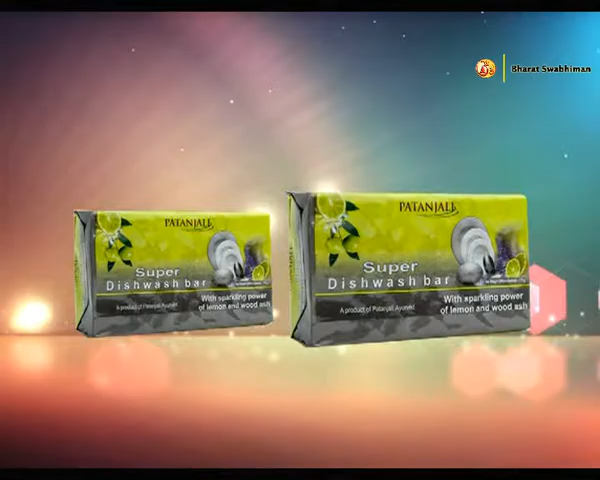 Bharat Swabhiman
PATANJALI
Super
Dishwash bar
A product of Patanjali Ayurved
With sparkling power
of lemon and wood ash
PATANJALI
Super
Dishwash bar
A product of Patanjali Ayurved
With sparkling power
of lemon and wood ash